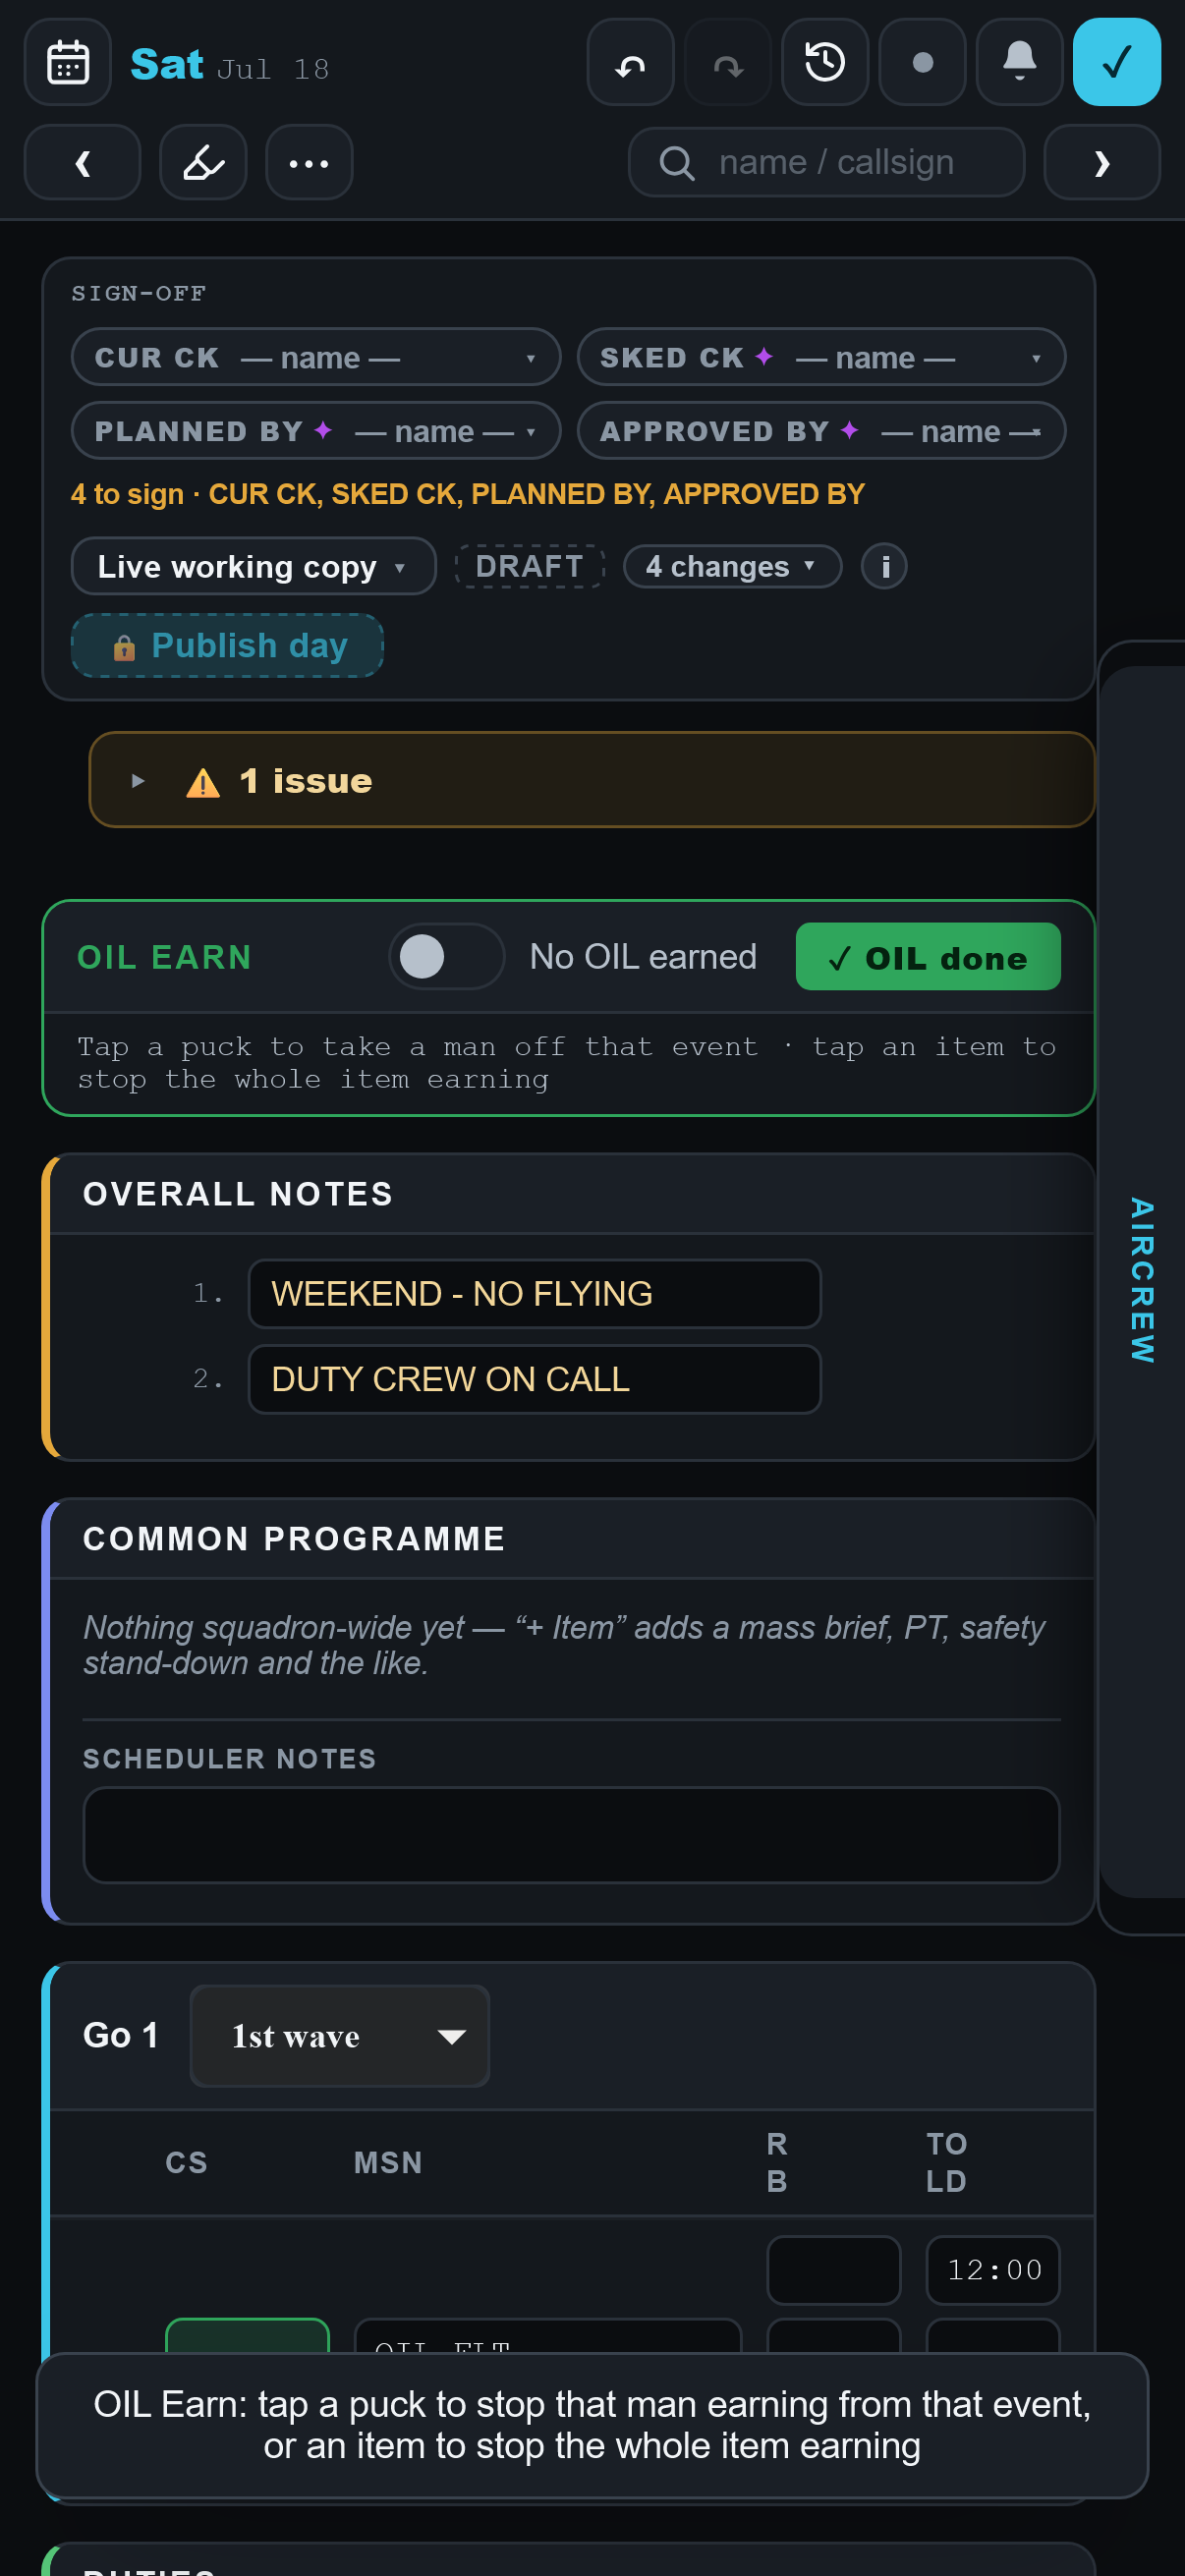 Sat Jul 18
name / callsign
SIGN-OFF
CUR CK — name —
SKED CK ✦ — name —
PLANNED BY ✦ — name —
APPROVED BY ✦ — name —
4 to sign · CUR CK, SKED CK, PLANNED BY, APPROVED BY
Live working copy DRAFT 4 changes i
Publish day
1 issue
OIL EARN No OIL earned ✓ OIL done
Tap a puck to take a man off that event · tap an item to
stop the whole item earning
OVERALL NOTES
1. WEEKEND - NO FLYING
2. DUTY CREW ON CALL
AIRCREW
COMMON PROGRAMME
Nothing squadron-wide yet — “+ Item” adds a mass brief, PT, safety
stand-down and the like.
SCHEDULER NOTES
Go 1 1st wave
CS MSN R TO
B LD
12:00
OIL FLT
OIL Earn: tap a puck to stop that man earning from that event,
or an item to stop the whole item earning
DUTIES